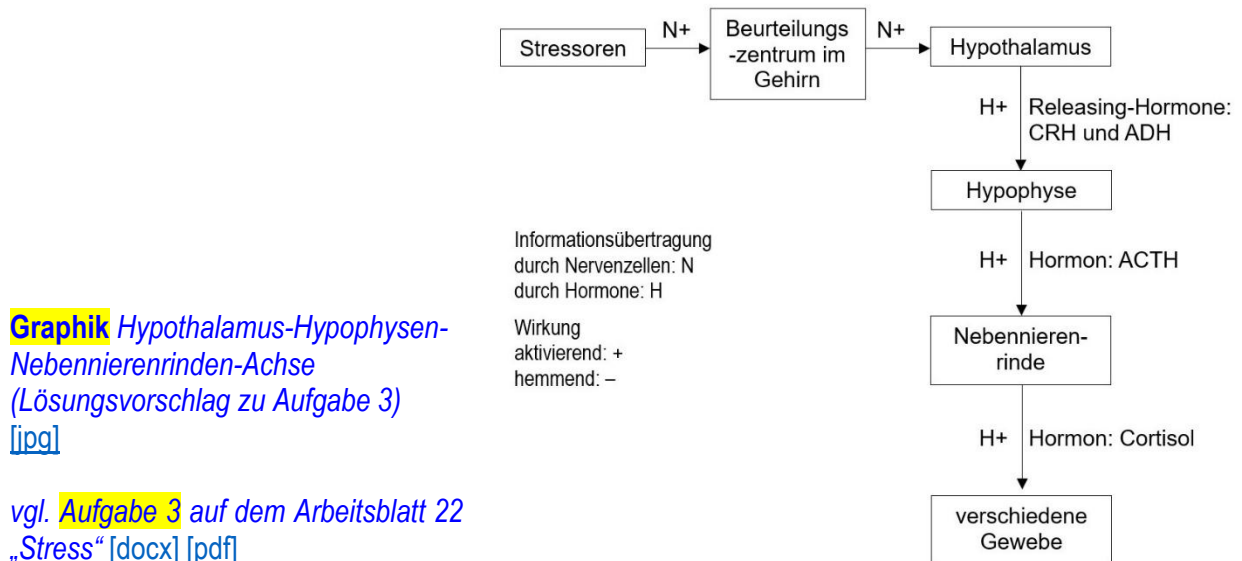 Stressoren
N+
Beurteilungs
-zentrum im
Gehirn
N+
Hypothalamus
H+
Releasing-Hormone:
CRH und ADH
Hypophyse
Informationsübertragung
durch Nervenzellen: N
durch Hormone: H
Wirkung
aktivierend: +
hemmend: –
H+
Hormon: ACTH
Nebennieren-
rinde
H+
Hormon: Cortisol
verschiedene
Gewebe
Graphik Hypothalamus-Hypophysen-
Nebennierenrinden-Achse
(Lösungsvorschlag zu Aufgabe 3)
[jpg]
vgl. Aufgabe 3 auf dem Arbeitsblatt 22
„Stress“ [docx] [pdf]